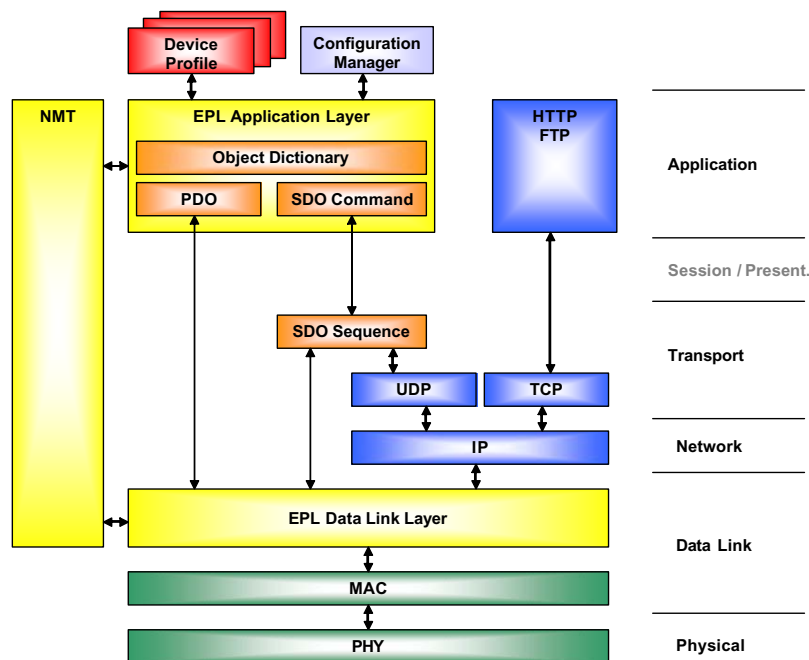 Device
Profile
Configuration
Manager
NMT
EPL Application Layer
HTTP
FTP
Object Dictionary
Application
PDO
SDO Command
Session / Present.
SDO Sequence
Transport
UDP
TCP
IP
Network
EPL Data Link Layer
Data Link
MAC
PHY
Physical